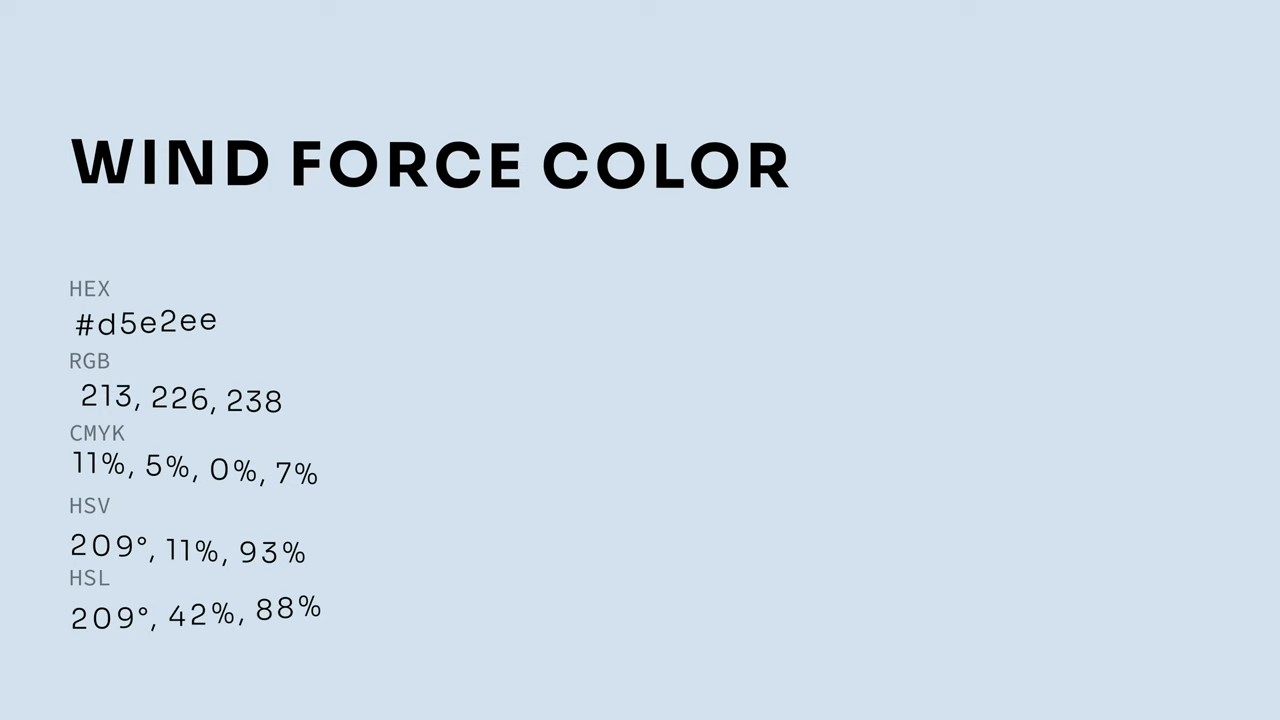 WIND FORCE COLOR
HEX
#d5e2ee
RGB
213, 226, 238
CMYK
11%, 5%, 0%, 7%
HSV
209°, 11%, 93%
HSL
209°, 42%, 88%